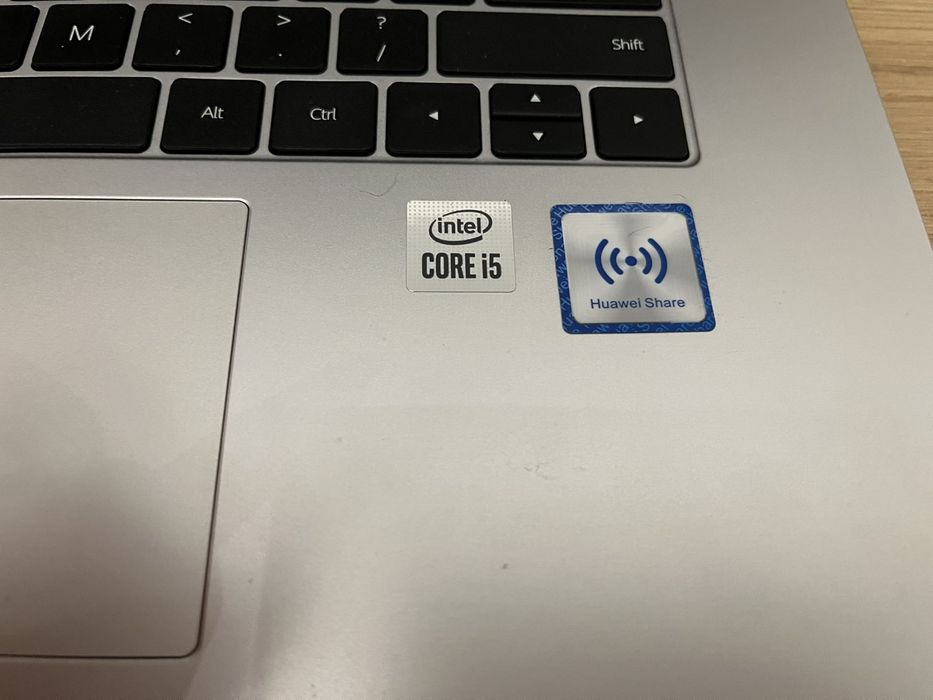 M
<
,
>
.
?
/
Shift
Alt
Ctrl
intel
CORE i5
Huawei Share